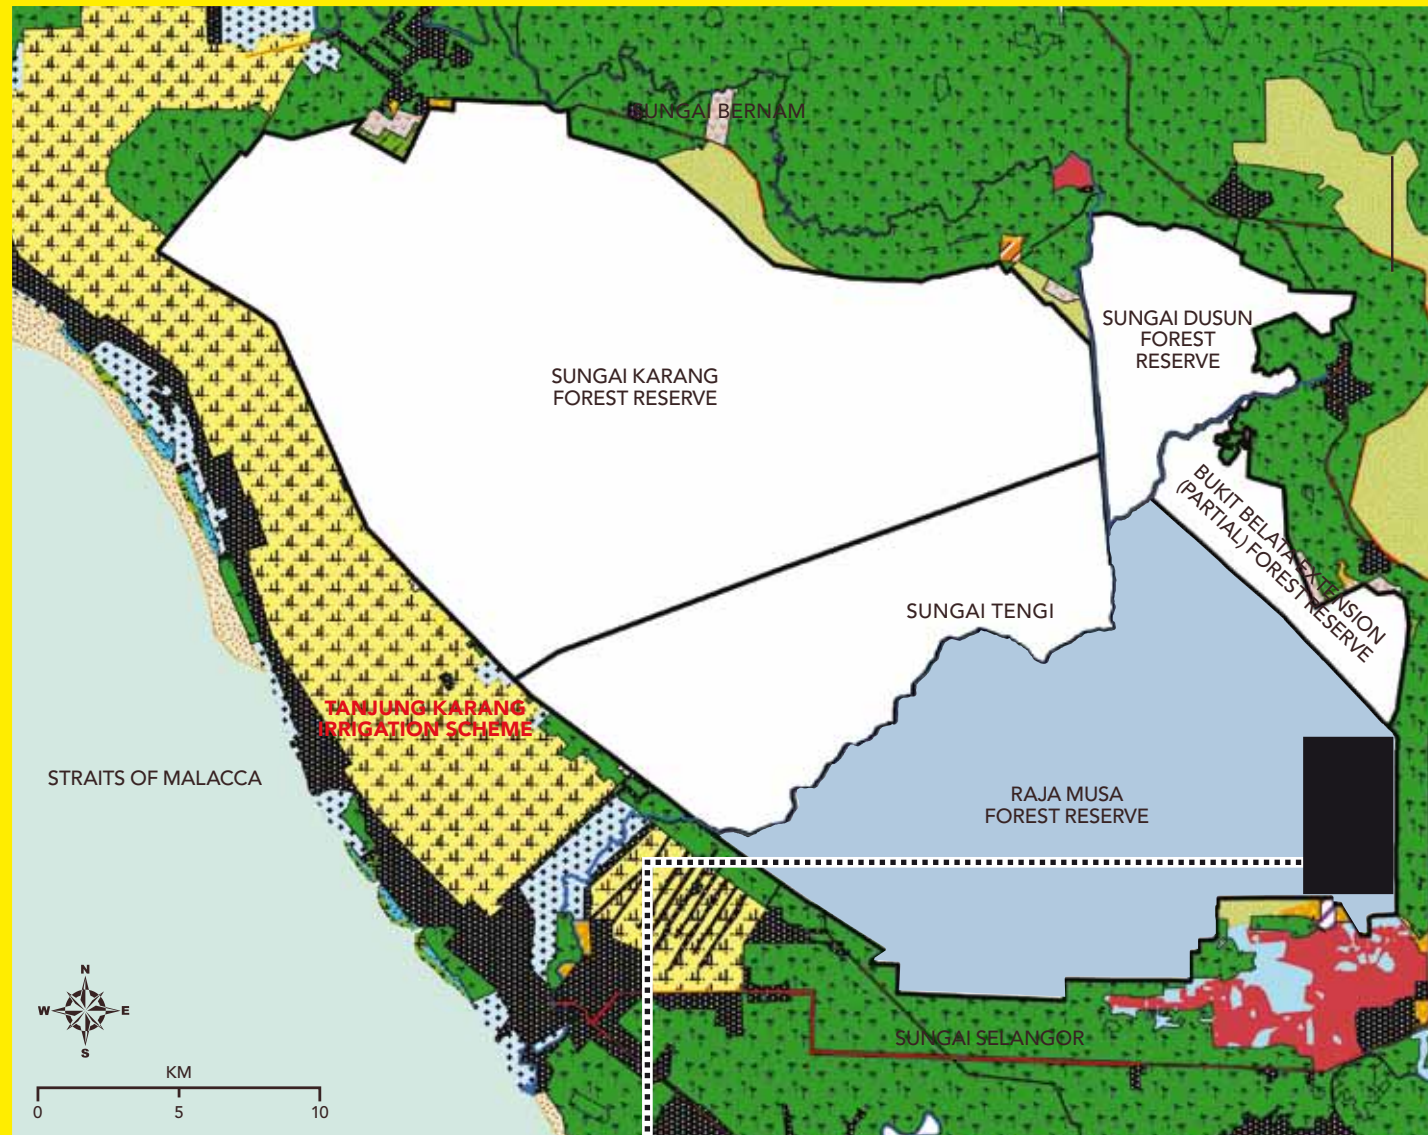 SUNGAI BERNAM
SUNGAI DUSUN
FOREST
RESERVE
SUNGAI KARANG
FOREST RESERVE
BUKIT BELATA EXTENSION
(PARTIAL) FOREST RESERVE
SUNGAI TENGI
TANJUNG KARANG
IRRIGATION SCHEME
STRAITS OF MALACCA
RAJA MUSA
FOREST RESERVE
SUNGAI SELANGOR
N
W
E
S
KM
0 5 10